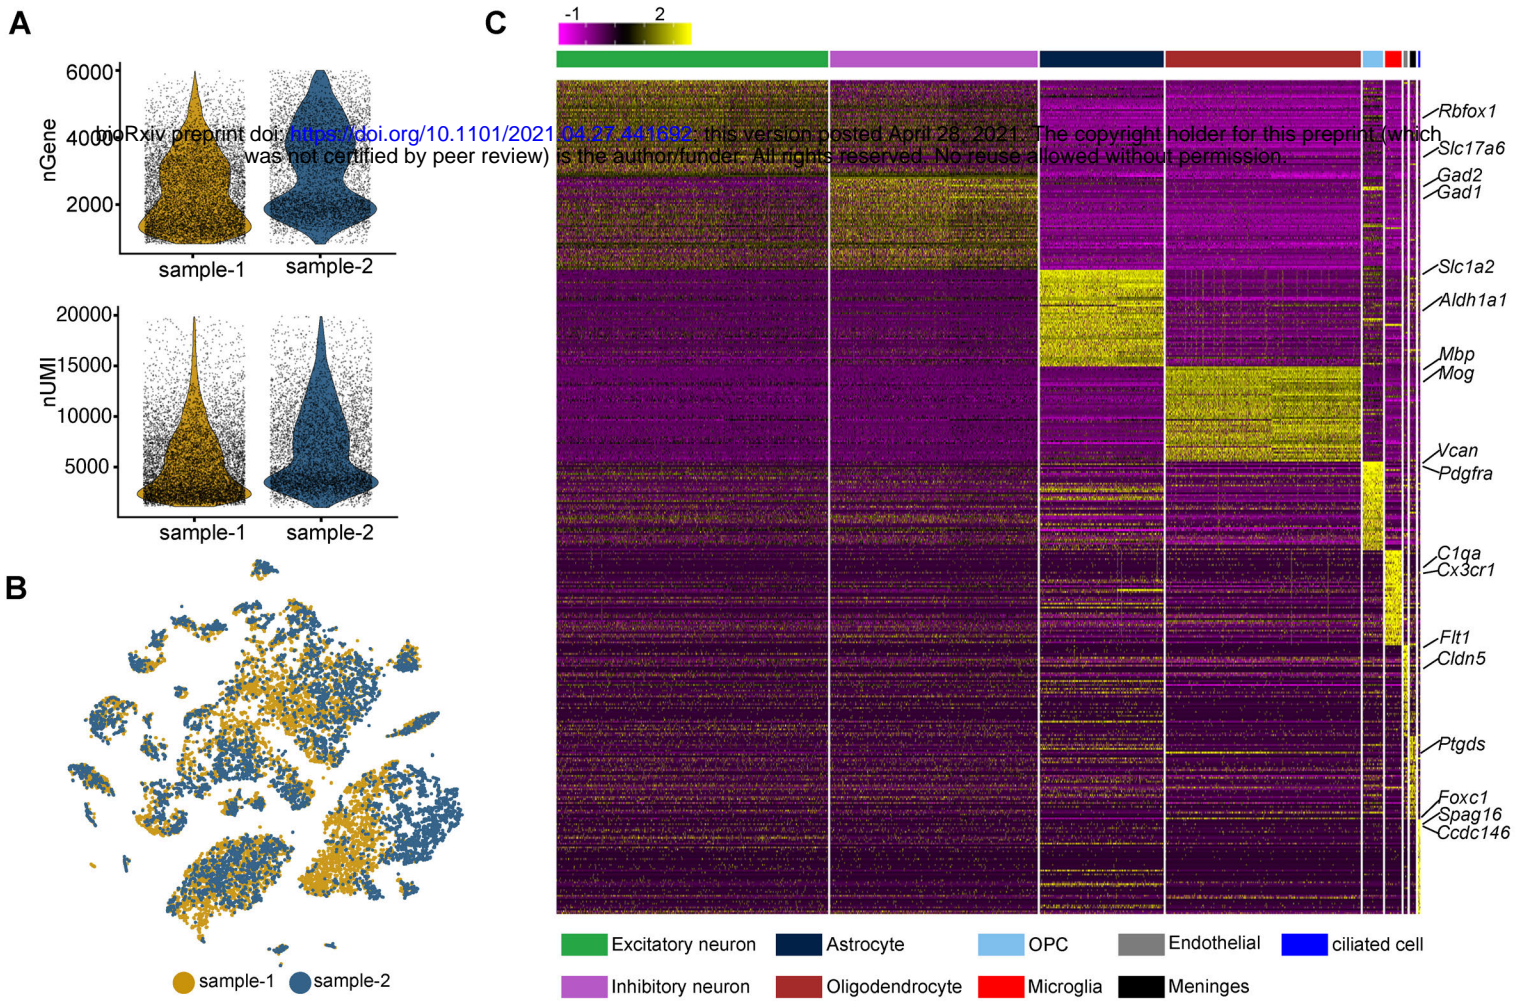 A
C
-1 2
6000
4000
2000
nGene
sample-1 sample-2
bioRxiv preprint doi: https://doi.org/10.1101/2021.04.27.441692; this version posted April 28, 2021. The copyright holder for this preprint (which
was not certified by peer review) is the author/funder. All rights reserved. No reuse allowed without permission.
20000
15000
10000
5000
nUMI
sample-1 sample-2
B
sample-1 sample-2
Rbfox1
Slc17a6
Gad2
Gad1
Slc1a2
Aldh1a1
Mbp
Mog
Vcan
Pdgfra
C1qa
Cx3cr1
Flt1
Cldn5
Ptgds
Foxc1
Spag16
Ccdc146
Excitatory neuron Astrocyte OPC Endothelial ciliated cell
Inhibitory neuron Oligodendrocyte Microglia Meninges